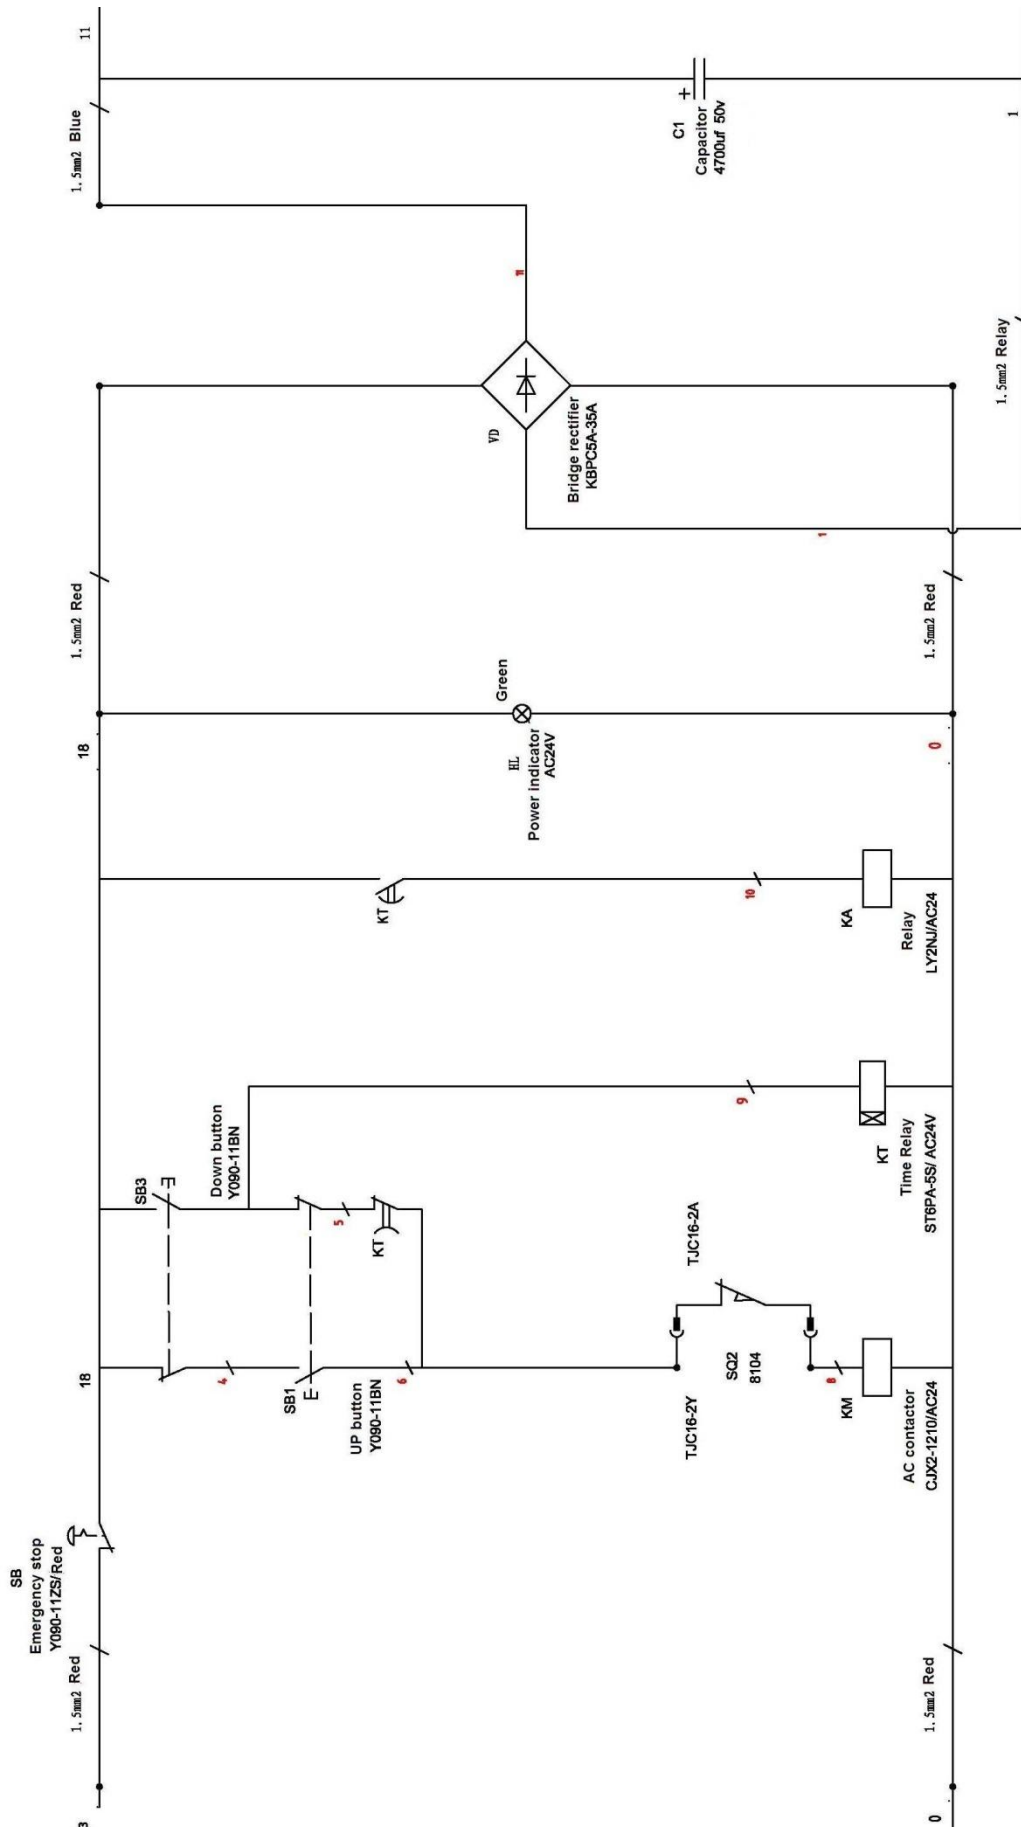 11
1.5mm2 Blue
+
C1
Capacitor
4700uf 50v
1
11
1.5mm2 Relay
VD
Bridge rectifier
KBPC5A-35A
1
1.5mm2 Red
1.5mm2 Red
Green
HL
Power indicator
AC24V
18
0
KT
10
KA
Relay
LY2NJ/AC24
9
KT
Time Relay
ST6PA-5S/ AC24V
SB3
Down button
Y090-11BN
5
KT
18
4
SB1
UP button
Y090-11BN
6
TJC16-2A
TJC16-2Y
SQ2
8104
8
KM
AC contactor
CJX2-1210/AC24
SB
Emergency stop
Y090-11ZS/Red
1.5mm2 Red
1.5mm2 Red
0